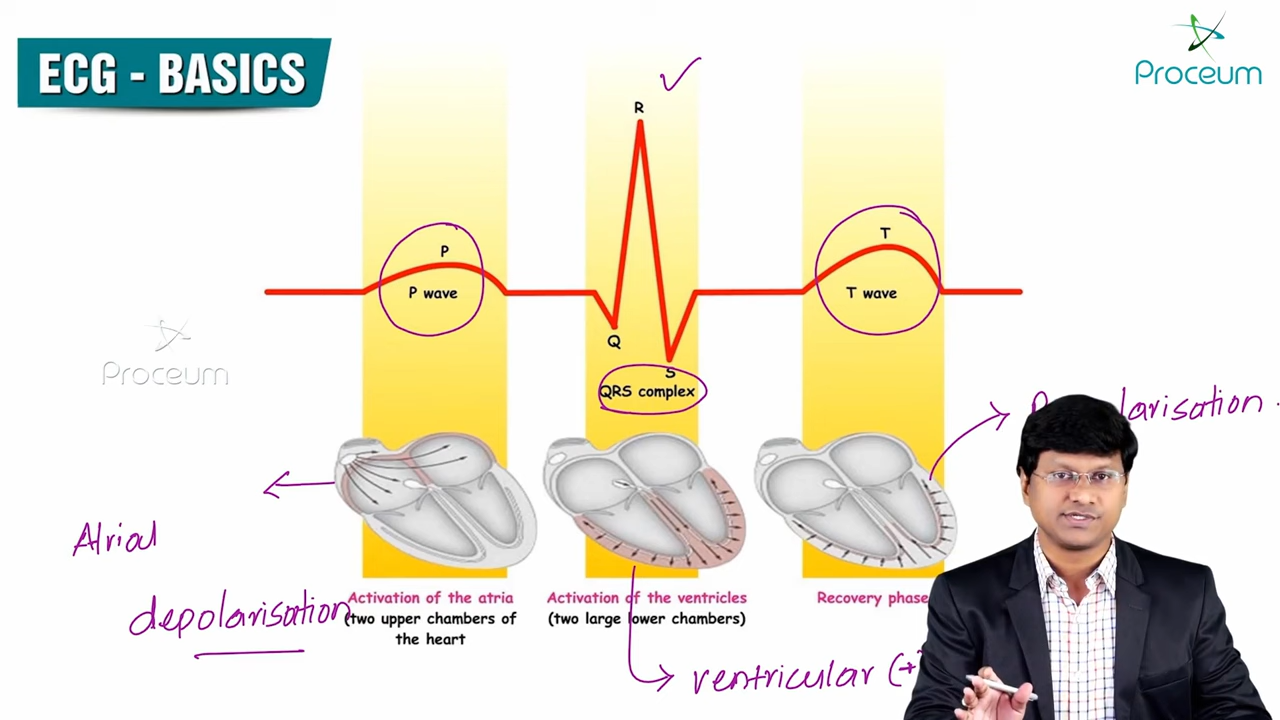 ECG - BASICS
Proceum
R
P
P wave
T
T wave
Q
S
QRS complex
Proceum
Atrial
depolarisation
Activation of the atria
(two upper chambers of
the heart
Activation of the ventricles
(two large lower chambers)
Recovery phase
ventricular